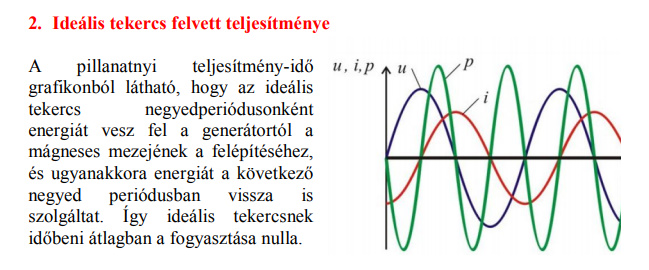 2. Ideális tekercs felvett teljesítménye
A pillanatnyi teljesítmény-idő
grafikonból látható, hogy az ideális
tekercs negyedperiódusonként
energiát vesz fel a generátortól a
mágneses mezejének a felépítéséhez,
és ugyanakkora energiát a következő
negyed periódusban vissza is
szolgáltat. Így ideális tekercsnek
időbeni átlagban a fogyasztása nulla.
u, i,p
u
p
i